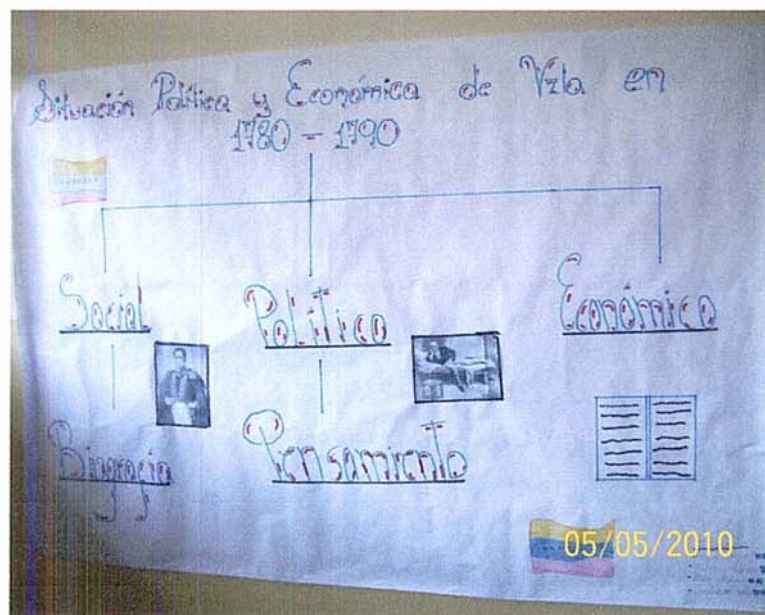 Situación Política y Económica de Vzla en
1780 - 1790
Social
Político
Económico
Biografía
Pensamiento
05/05/2010